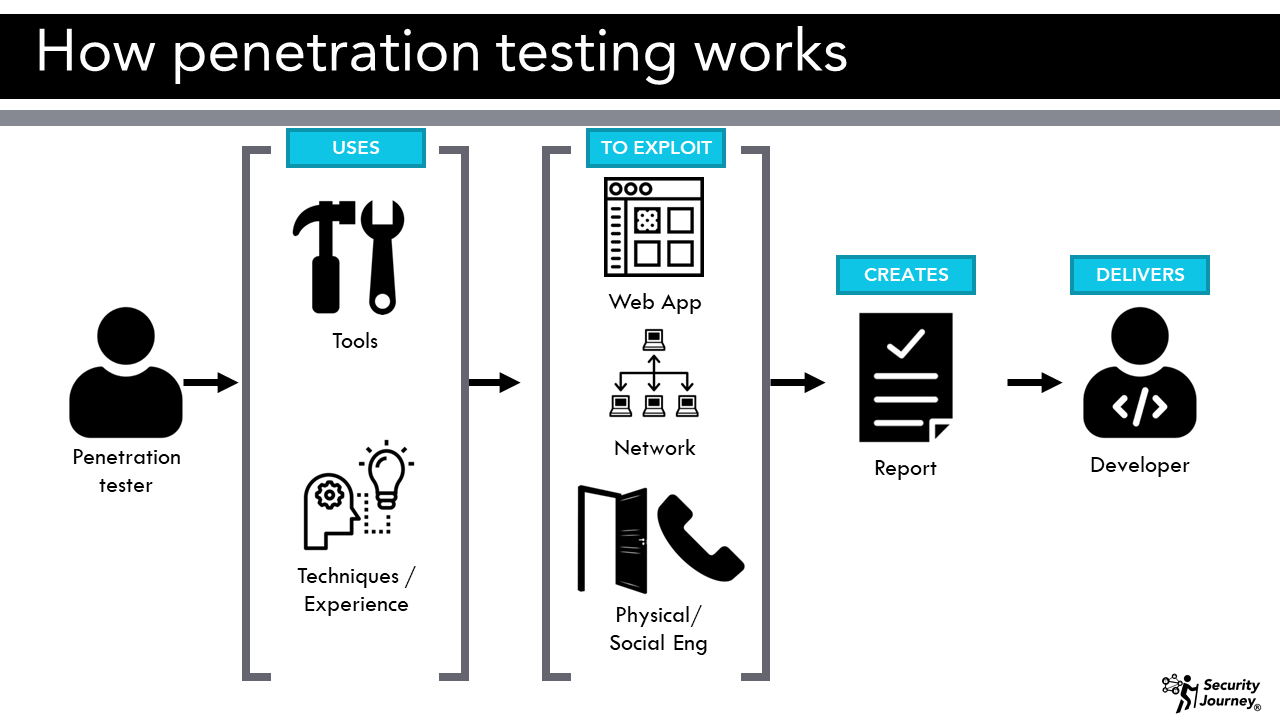 How penetration testing works
USES
TO EXPLOIT
Tools
Web App
CREATES
DELIVERS
Penetration
tester
Network
Report
Developer
Techniques /
Experience
Physical/
Social Eng
</>
Security
Journey®